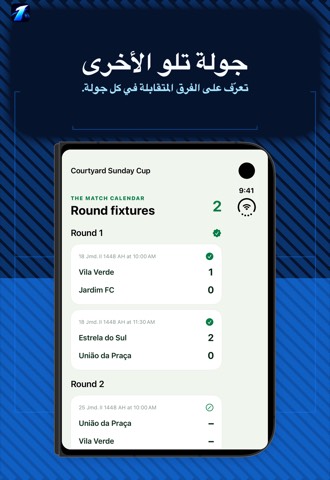 جولة تلو الأخرى
تعرّف على الفرق المتقابلة في كل جولة.
Courtyard Sunday Cup
9:41
THE MATCH CALENDAR
Round fixtures
2
Round 1
18 Jmd. II 1448 AH at 10:00 AM
Vila Verde 1
Jardim FC 0
18 Jmd. II 1448 AH at 11:30 AM
Estrela do Sul 2
União da Praça 0
Round 2
25 Jmd. II 1448 AH at 10:00 AM
União da Praça –
Vila Verde –